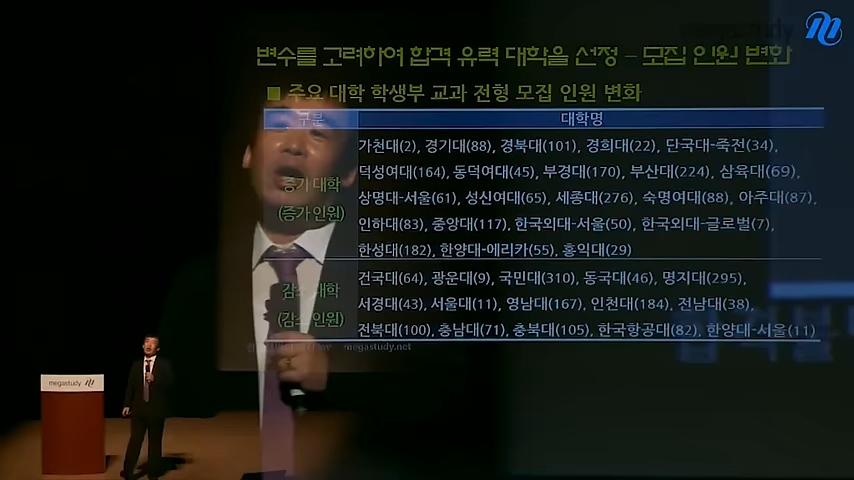 변수를 고려하여 합격 유력 대학을 선정 – 모집 인원 변화
■ 주요 대학 학생부 교과 전형 모집 인원 변화
구분 대학명
증가 대학
(증가 인원)
가천대(2), 경기대(88), 경북대(101), 경희대(22), 단국대-죽전(34),
덕성여대(164), 동덕여대(45), 부경대(170), 부산대(224), 삼육대(69),
상명대-서울(61), 성신여대(65), 세종대(276), 숙명여대(88), 아주대(87),
인하대(83), 중앙대(117), 한국외대-서울(50), 한국외대-글로벌(7),
한성대(182), 한양대-에리카(55), 홍익대(29)
감소 대학
(감소 인원)
건국대(64), 광운대(9), 국민대(310), 동국대(46), 명지대(295),
서경대(43), 서울대(11), 영남대(167), 인천대(184), 전남대(38),
전북대(100), 충남대(71), 충북대(105), 한국항공대(82), 한양대-서울(11)
megastudy.net
megastudy
megastudy